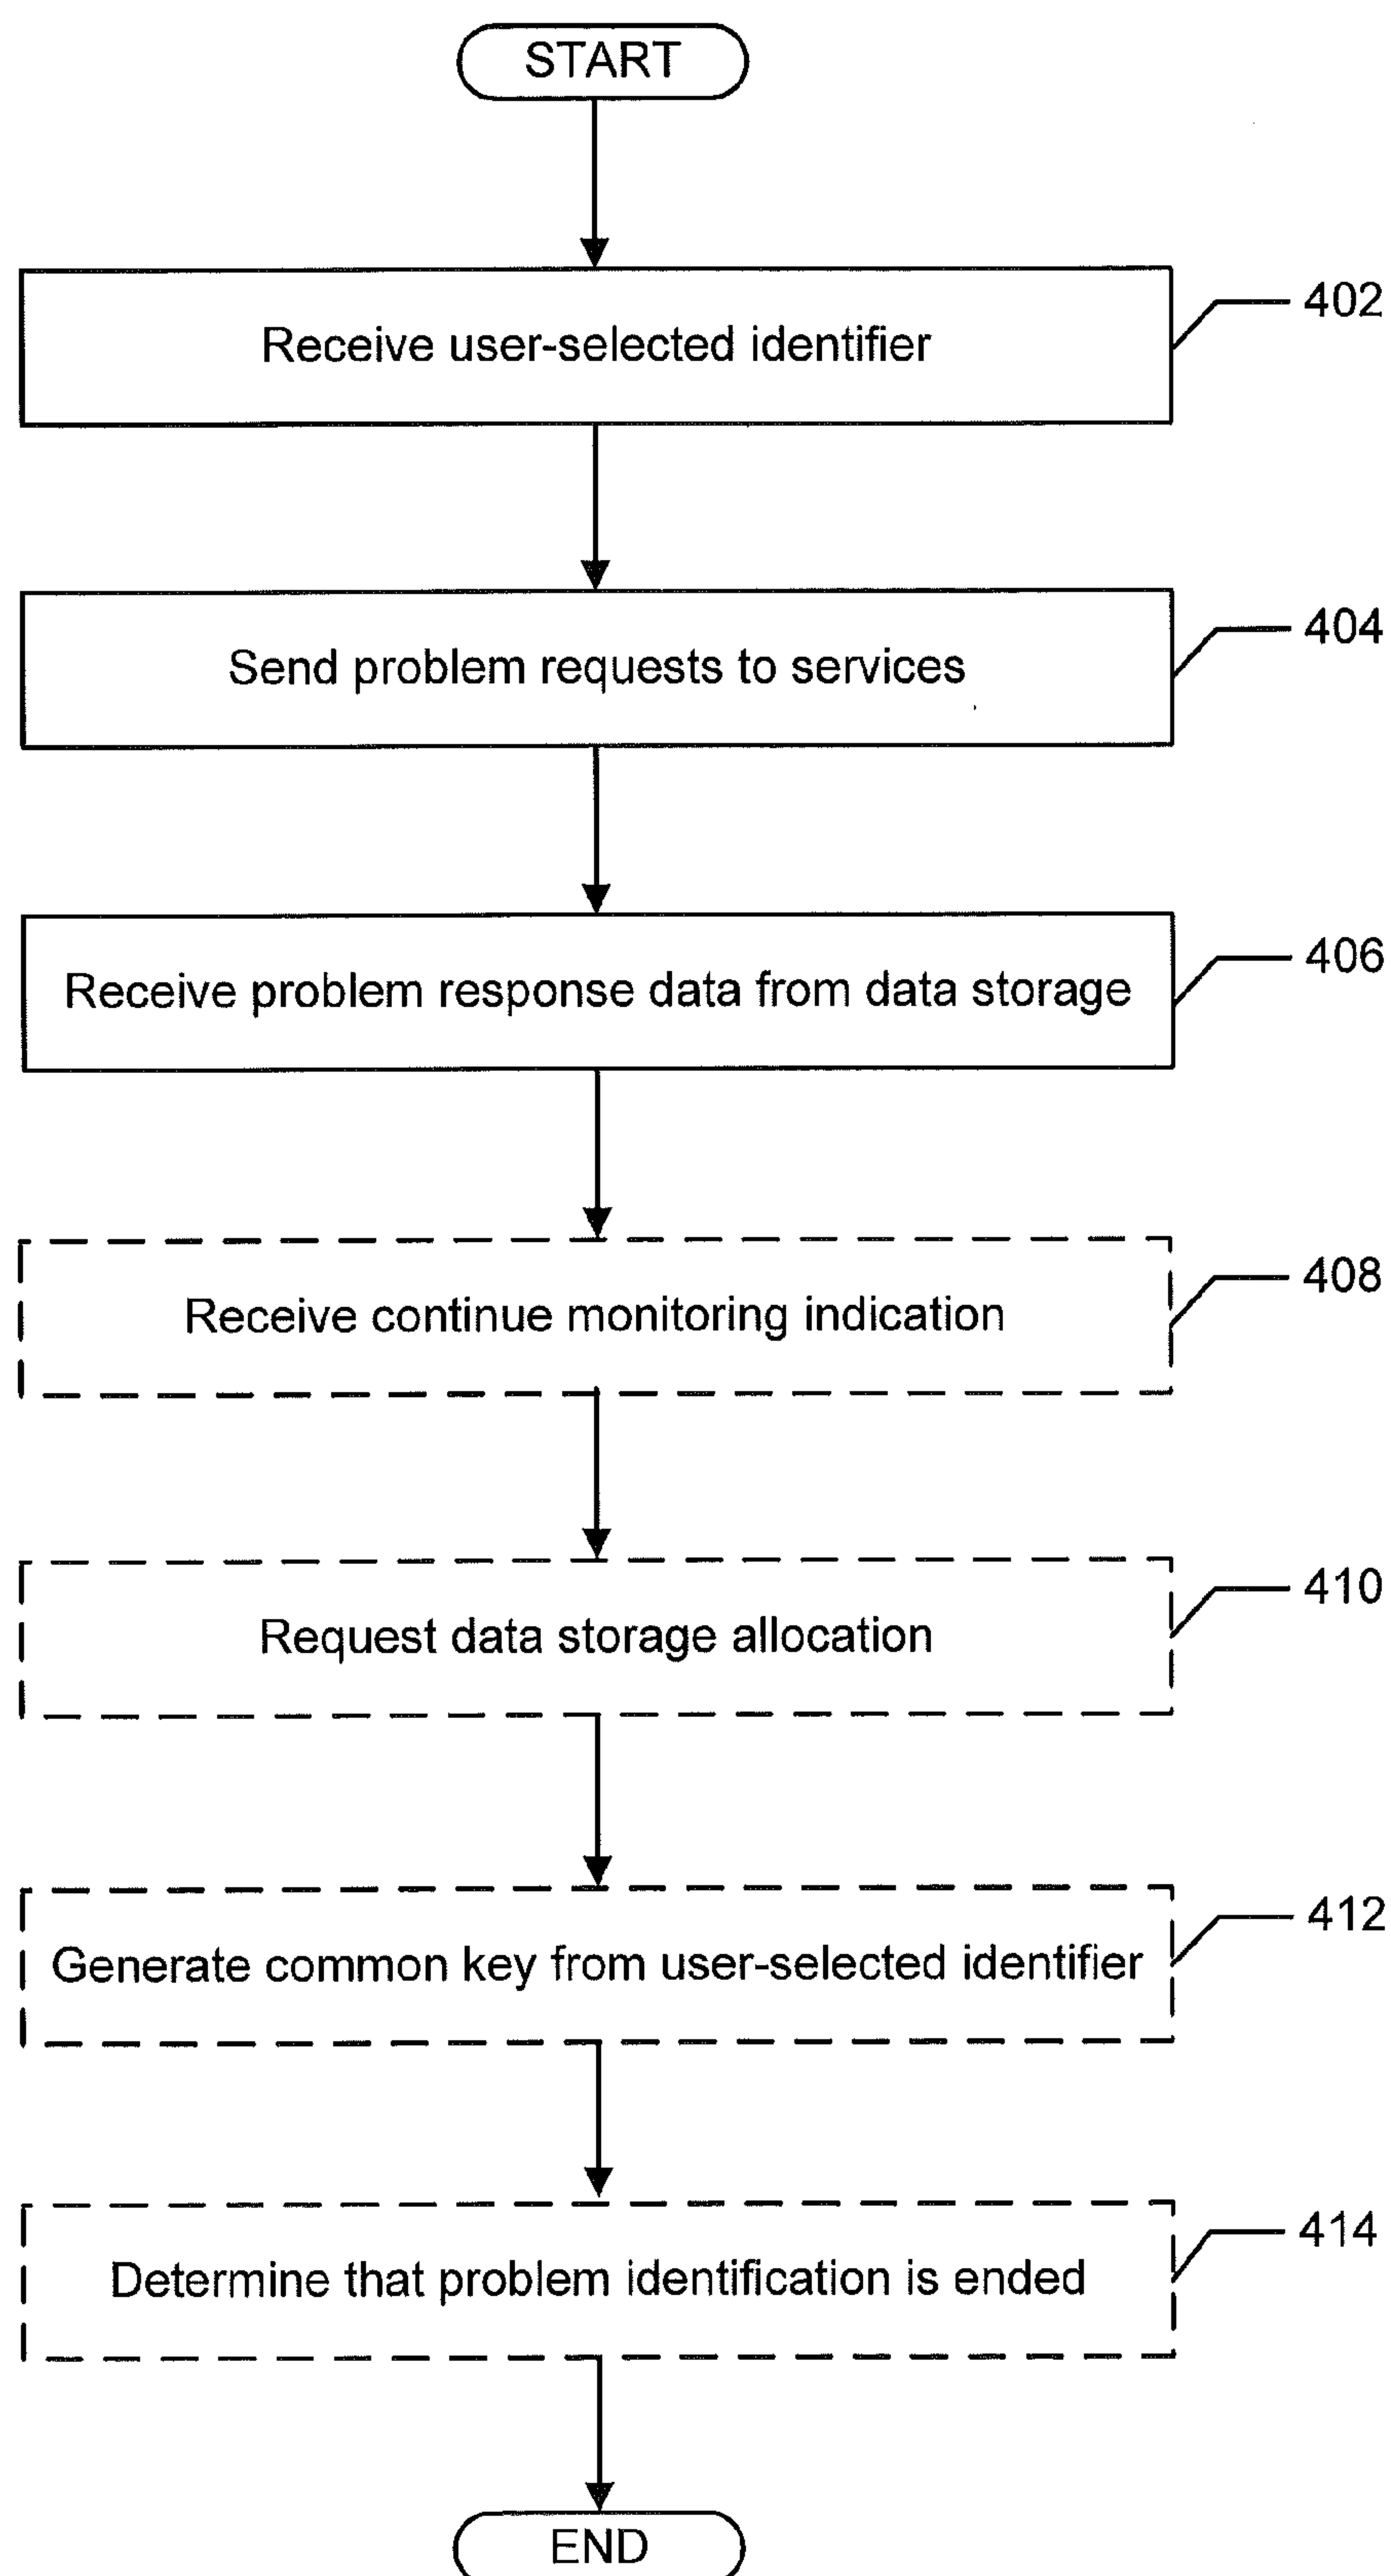 START
Receive user-selected identifier
402
Send problem requests to services
404
Receive problem response data from data storage
406
Receive continue monitoring indication
408
Request data storage allocation
410
Generate common key from user-selected identifier
412
Determine that problem identification is ended
414
END